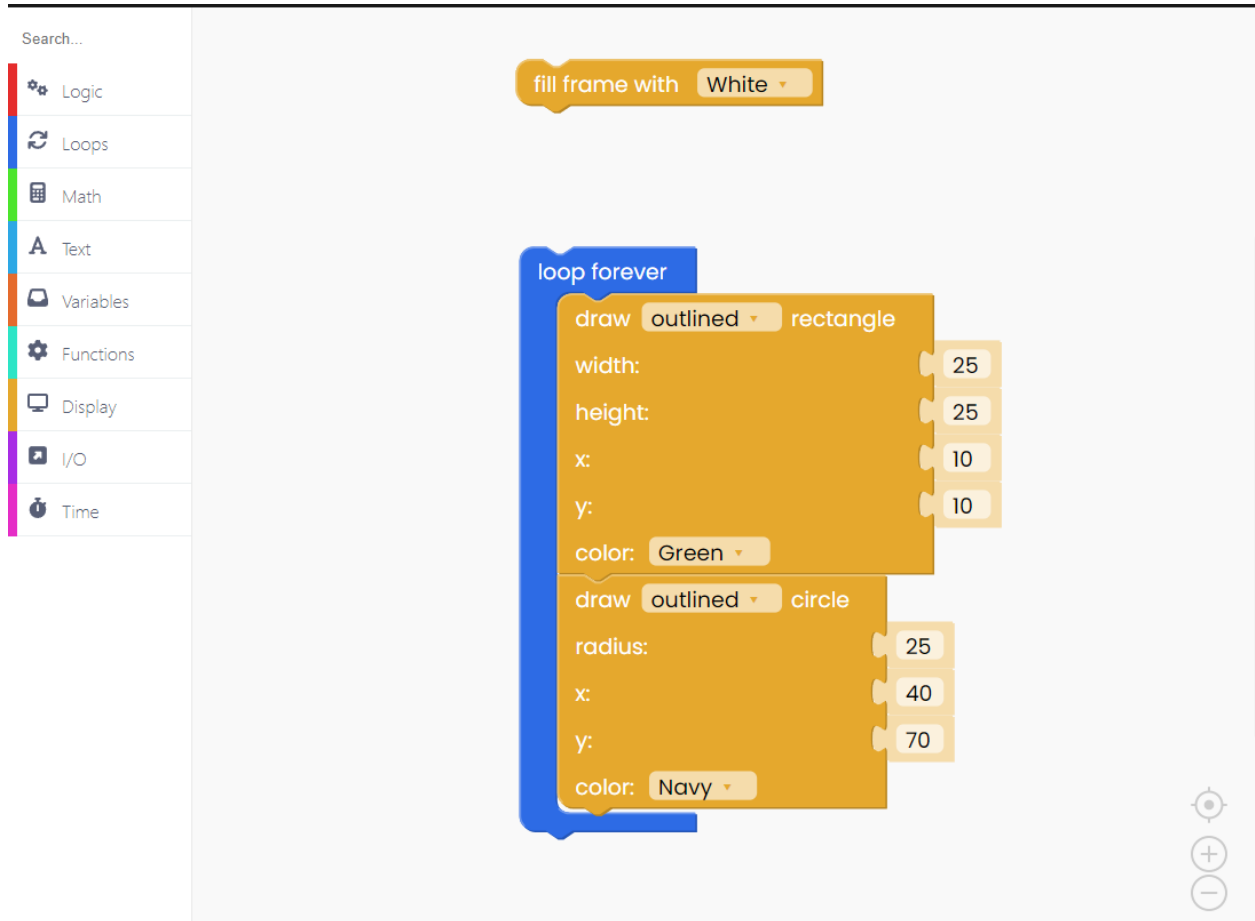 Search...
Logic
Loops
Math
Text
Variables
Functions
Display
I/O
Time
fill frame with White
loop forever
draw outlined rectangle
width: 25
height: 25
x: 10
y: 10
color: Green
draw outlined circle
radius: 25
x: 40
y: 70
color: Navy